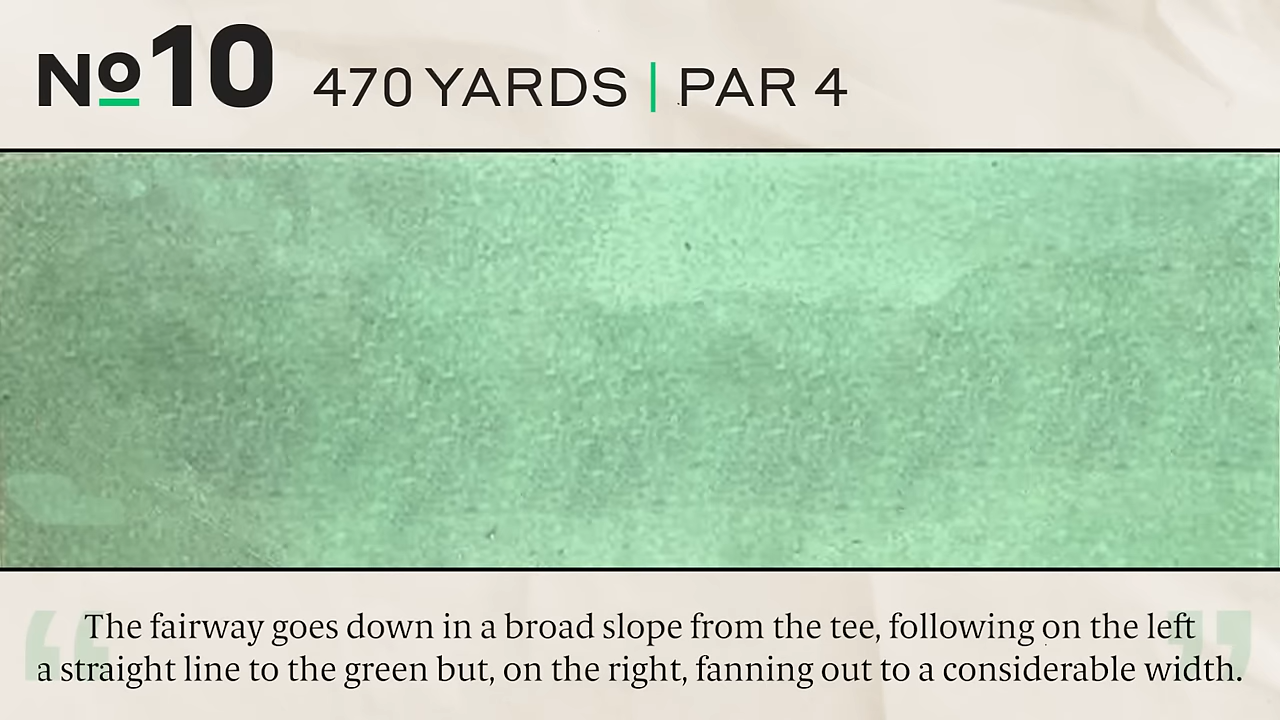 Nº10 470 YARDS | PAR 4
“ The fairway goes down in a broad slope from the tee, following on the left
a straight line to the green but, on the right, fanning out to a considerable width. ”